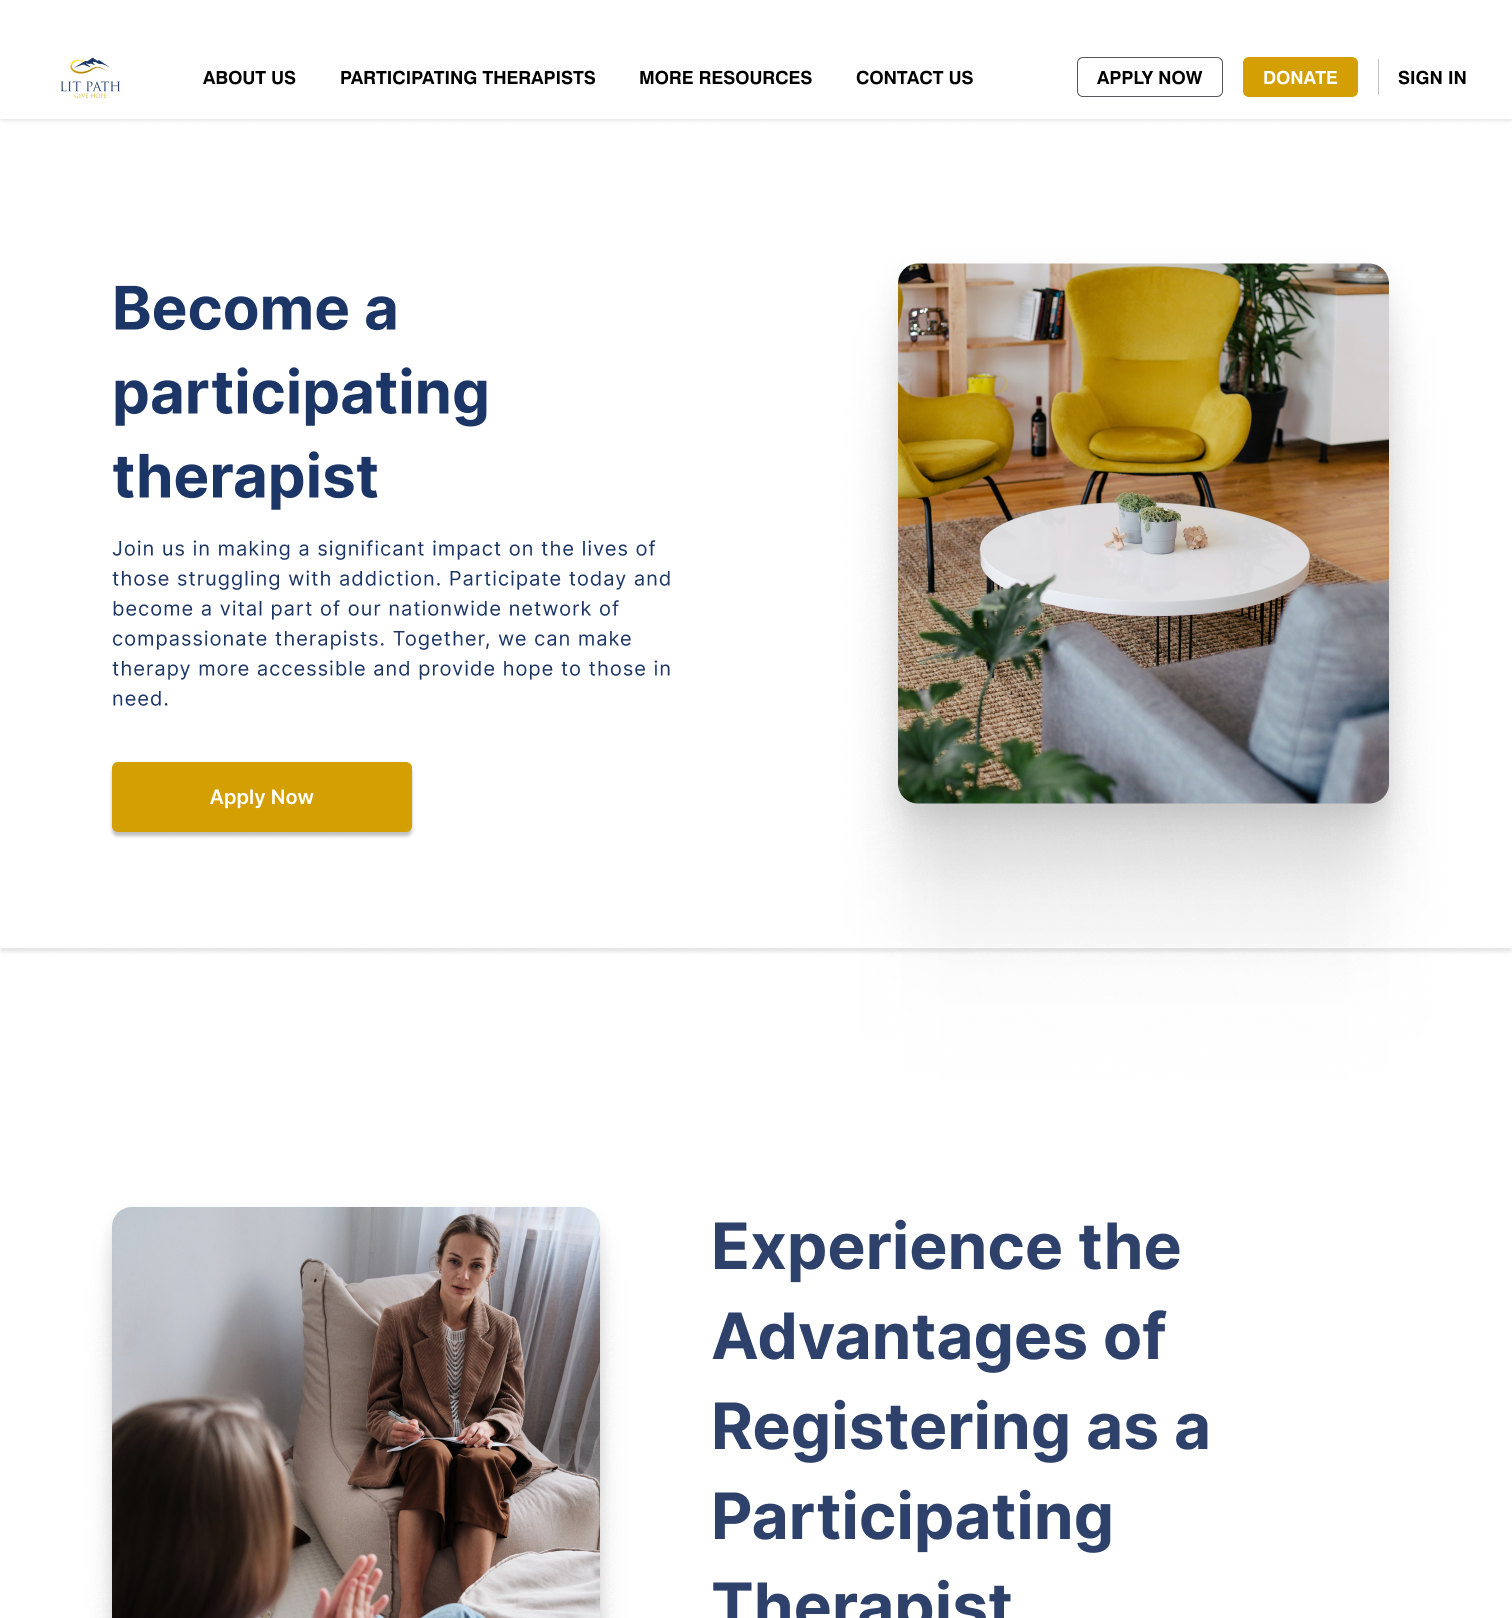 LIT PATH
GIVE HOPE
ABOUT US
PARTICIPATING THERAPISTS
MORE RESOURCES
CONTACT US
APPLY NOW
DONATE
SIGN IN
Become a
participating
therapist
Join us in making a significant impact on the lives of
those struggling with addiction. Participate today and
become a vital part of our nationwide network of
compassionate therapists. Together, we can make
therapy more accessible and provide hope to those in
need.
Apply Now
Experience the
Advantages of
Registering as a
Participating
Therapist